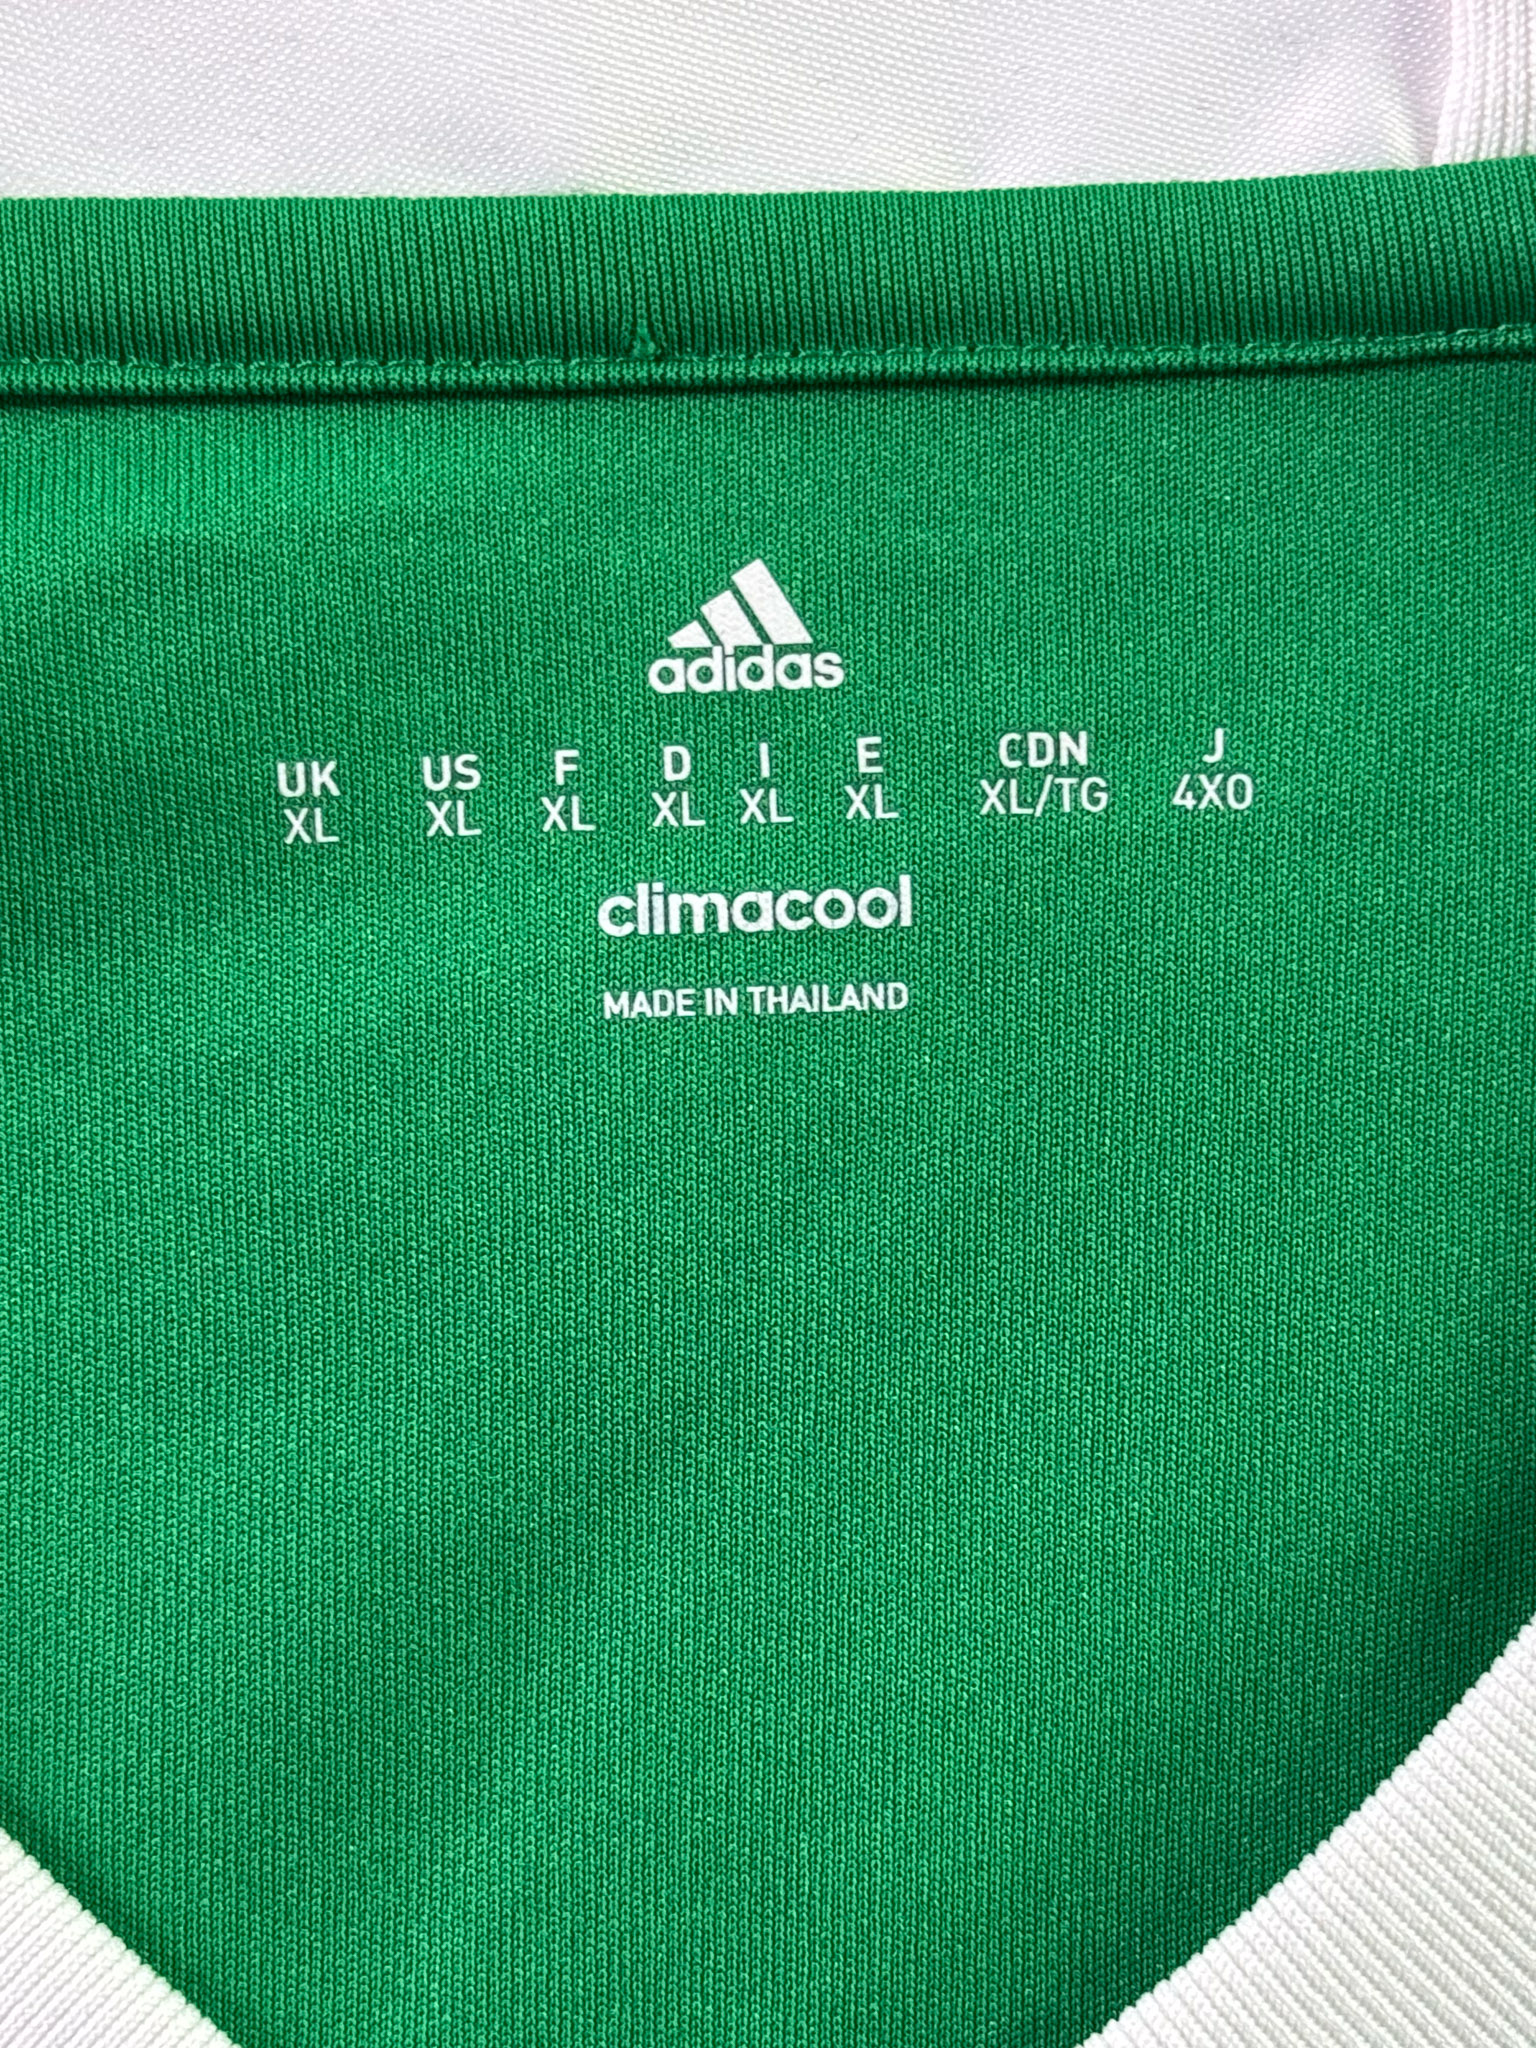 adidas
UK US F D I E CDN J
XL XL XL XL XL XL XL/TG 4XO
climacool
MADE IN THAILAND